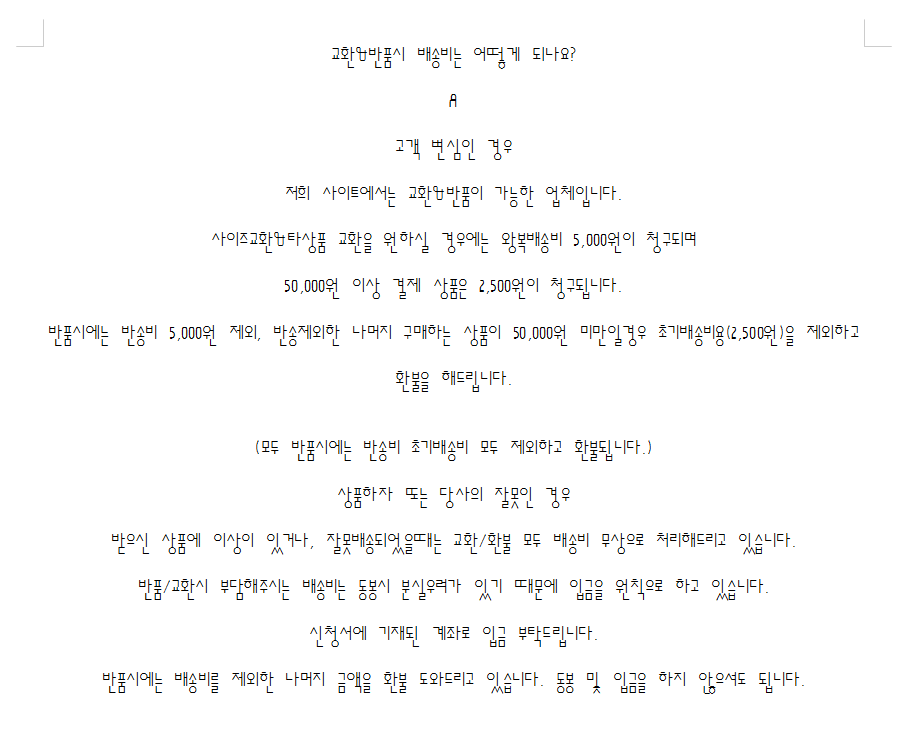 교환&반품시 배송비는 어떻게 되나요?
A
고객 변심인 경우
저희 사이트에서는 교환&반품이 가능한 업체입니다.
사이즈교환&타상품 교환을 원하실 경우에는 왕복배송비 5,000원이 청구되며
50,000원 이상 결제 상품은 2,500원이 청구됩니다.
반품시에는 반송비 5,000원 제외, 반송제외한 나머지 구매하는 상품이 50,000원 미만일경우 초기배송비용(2,500원)을 제외하고
환불을 해드립니다.
(모두 반품시에는 반송비 초기배송비 모두 제외하고 환불됩니다.)
상품하자 또는 당사의 잘못인 경우
받으신 상품에 이상이 있거나, 잘못배송되었을때는 교환/환불 모두 배송비 무상으로 처리해드리고 있습니다.
반품/교환시 부담해주시는 배송비는 동봉시 분실우려가 있기 때문에 입금을 원칙으로 하고 있습니다.
신청서에 기재된 계좌로 입금 부탁드립니다.
반품시에는 배송비를 제외한 나머지 금액을 환불 도와드리고 있습니다. 동봉 및 입금을 하지 않으셔도 됩니다.